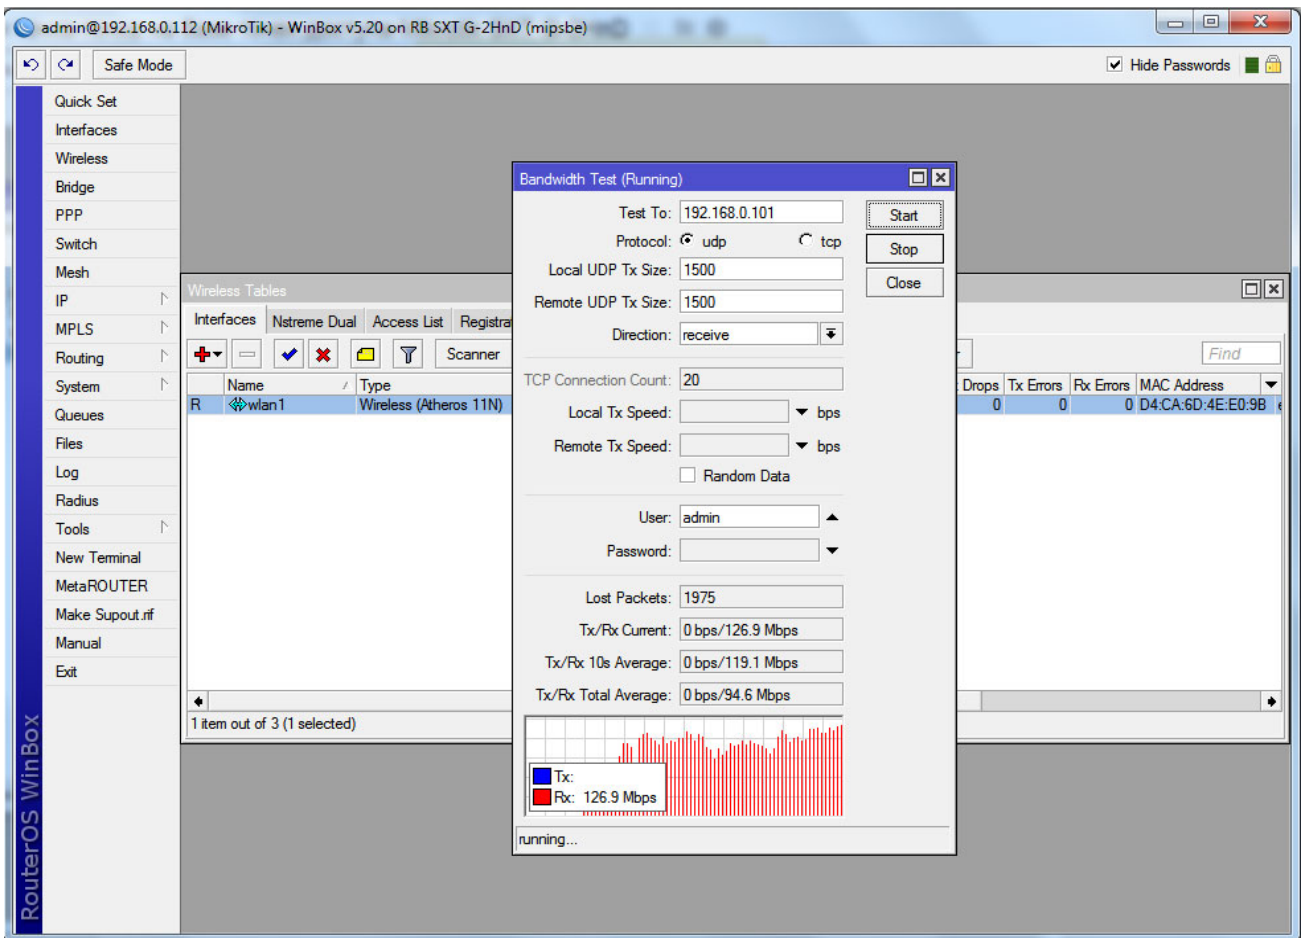 admin@192.168.0.112 (MikroTik) - WinBox v5.20 on RB SXT G-2HnD (mipsbe)
Safe Mode
Hide Passwords
Quick Set
Interfaces
Wireless
Bridge
PPP
Switch
Mesh
IP
MPLS
Routing
System
Queues
Files
Log
Radius
Tools
New Terminal
MetaROUTER
Make Supout.rif
Manual
Exit
RouterOS WinBox
Wireless Tables
Interfaces Nstreme Dual Access List
Scanner
Find
Name Type
Drops Tx Errors Rx Errors MAC Address
R wlan1 Wireless (Atheros 11N)
0 0 0 D4:CA:6D:4E:E0:9B
1 item out of 3 (1 selected)
Bandwidth Test (Running)
Test To: 192.168.0.101
Protocol: udp tcp
Local UDP Tx Size: 1500
Remote UDP Tx Size: 1500
Direction: receive
TCP Connection Count: 20
Local Tx Speed: bps
Remote Tx Speed: bps
Random Data
User: admin
Password:
Lost Packets: 1975
Tx/Rx Current: 0 bps/126.9 Mbps
Tx/Rx 10s Average: 0 bps/119.1 Mbps
Tx/Rx Total Average: 0 bps/94.6 Mbps
Tx:
Rx: 126.9 Mbps
running...
Start
Stop
Close